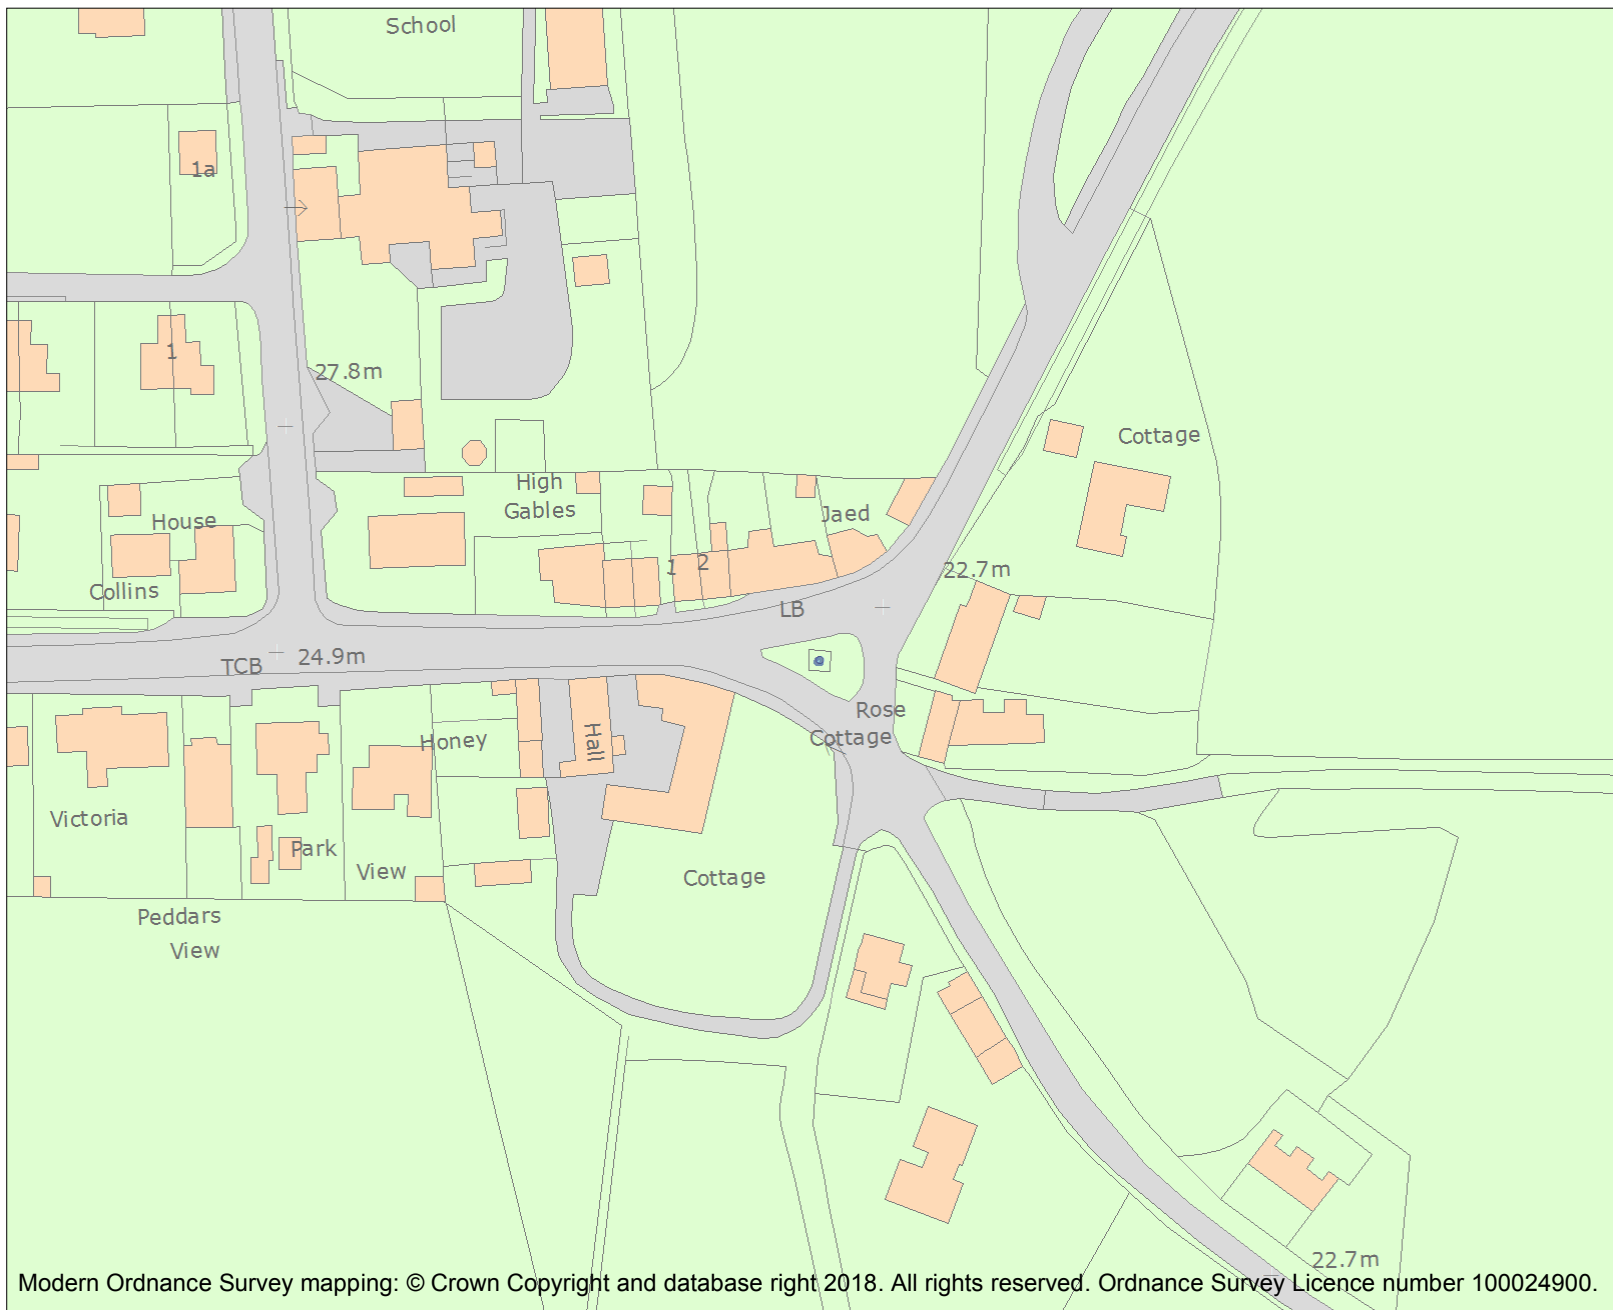 School
1a
1
27.8m
Cottage
High
Gables
Jaed
House
1
2
22.7m
Collins
LB
TCB
24.9m
Rose
Cottage
Honey
Hall
Victoria
Park
View
Cottage
Peddars
View
22.7m
Modern Ordnance Survey mapping: © Crown Copyright and database right 2018. All rights reserved. Ordnance Survey Licence number 100024900.